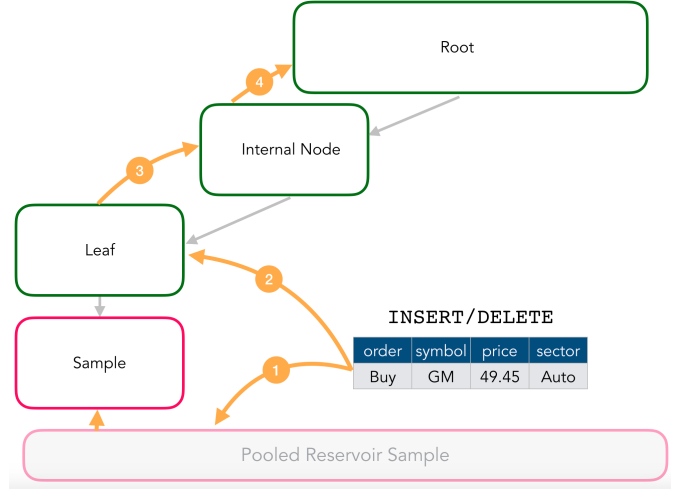 Root
4
Internal Node
3
Leaf
2
INSERT/DELETE
order symbol price sector
Buy GM 49.45 Auto
Sample
1
Pooled Reservoir Sample